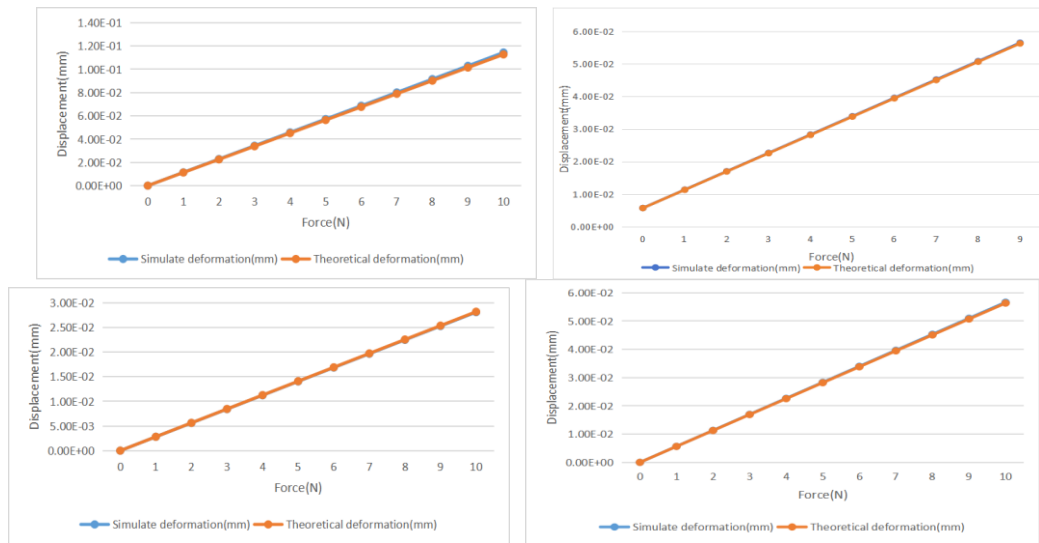 1.40E-01
1.20E-01
1.00E-01
8.00E-02
6.00E-02
4.00E-02
2.00E-02
0.00E+00
Displacement(mm)
0 1 2 3 4 5 6 7 8 9 10
Force(N)
Simulate deformation(mm) Theoretical deformation(mm)
6.00E-02
5.00E-02
4.00E-02
3.00E-02
2.00E-02
1.00E-02
0.00E+00
Displacement(mm)
0 1 2 3 4 5 6 7 8 9
Force(N)
Simulate deformation(mm) Theoretical deformation(mm)
3.00E-02
2.50E-02
2.00E-02
1.50E-02
1.00E-02
5.00E-03
0.00E+00
Displacement(mm)
0 1 2 3 4 5 6 7 8 9 10
Force(N)
Simulate deformation(mm) Theoretical deformation(mm)
6.00E-02
5.00E-02
4.00E-02
3.00E-02
2.00E-02
1.00E-02
0.00E+00
Displacement(mm)
0 1 2 3 4 5 6 7 8 9 10
Force(N)
Simulate deformation(mm) Theoretical deformation(mm)